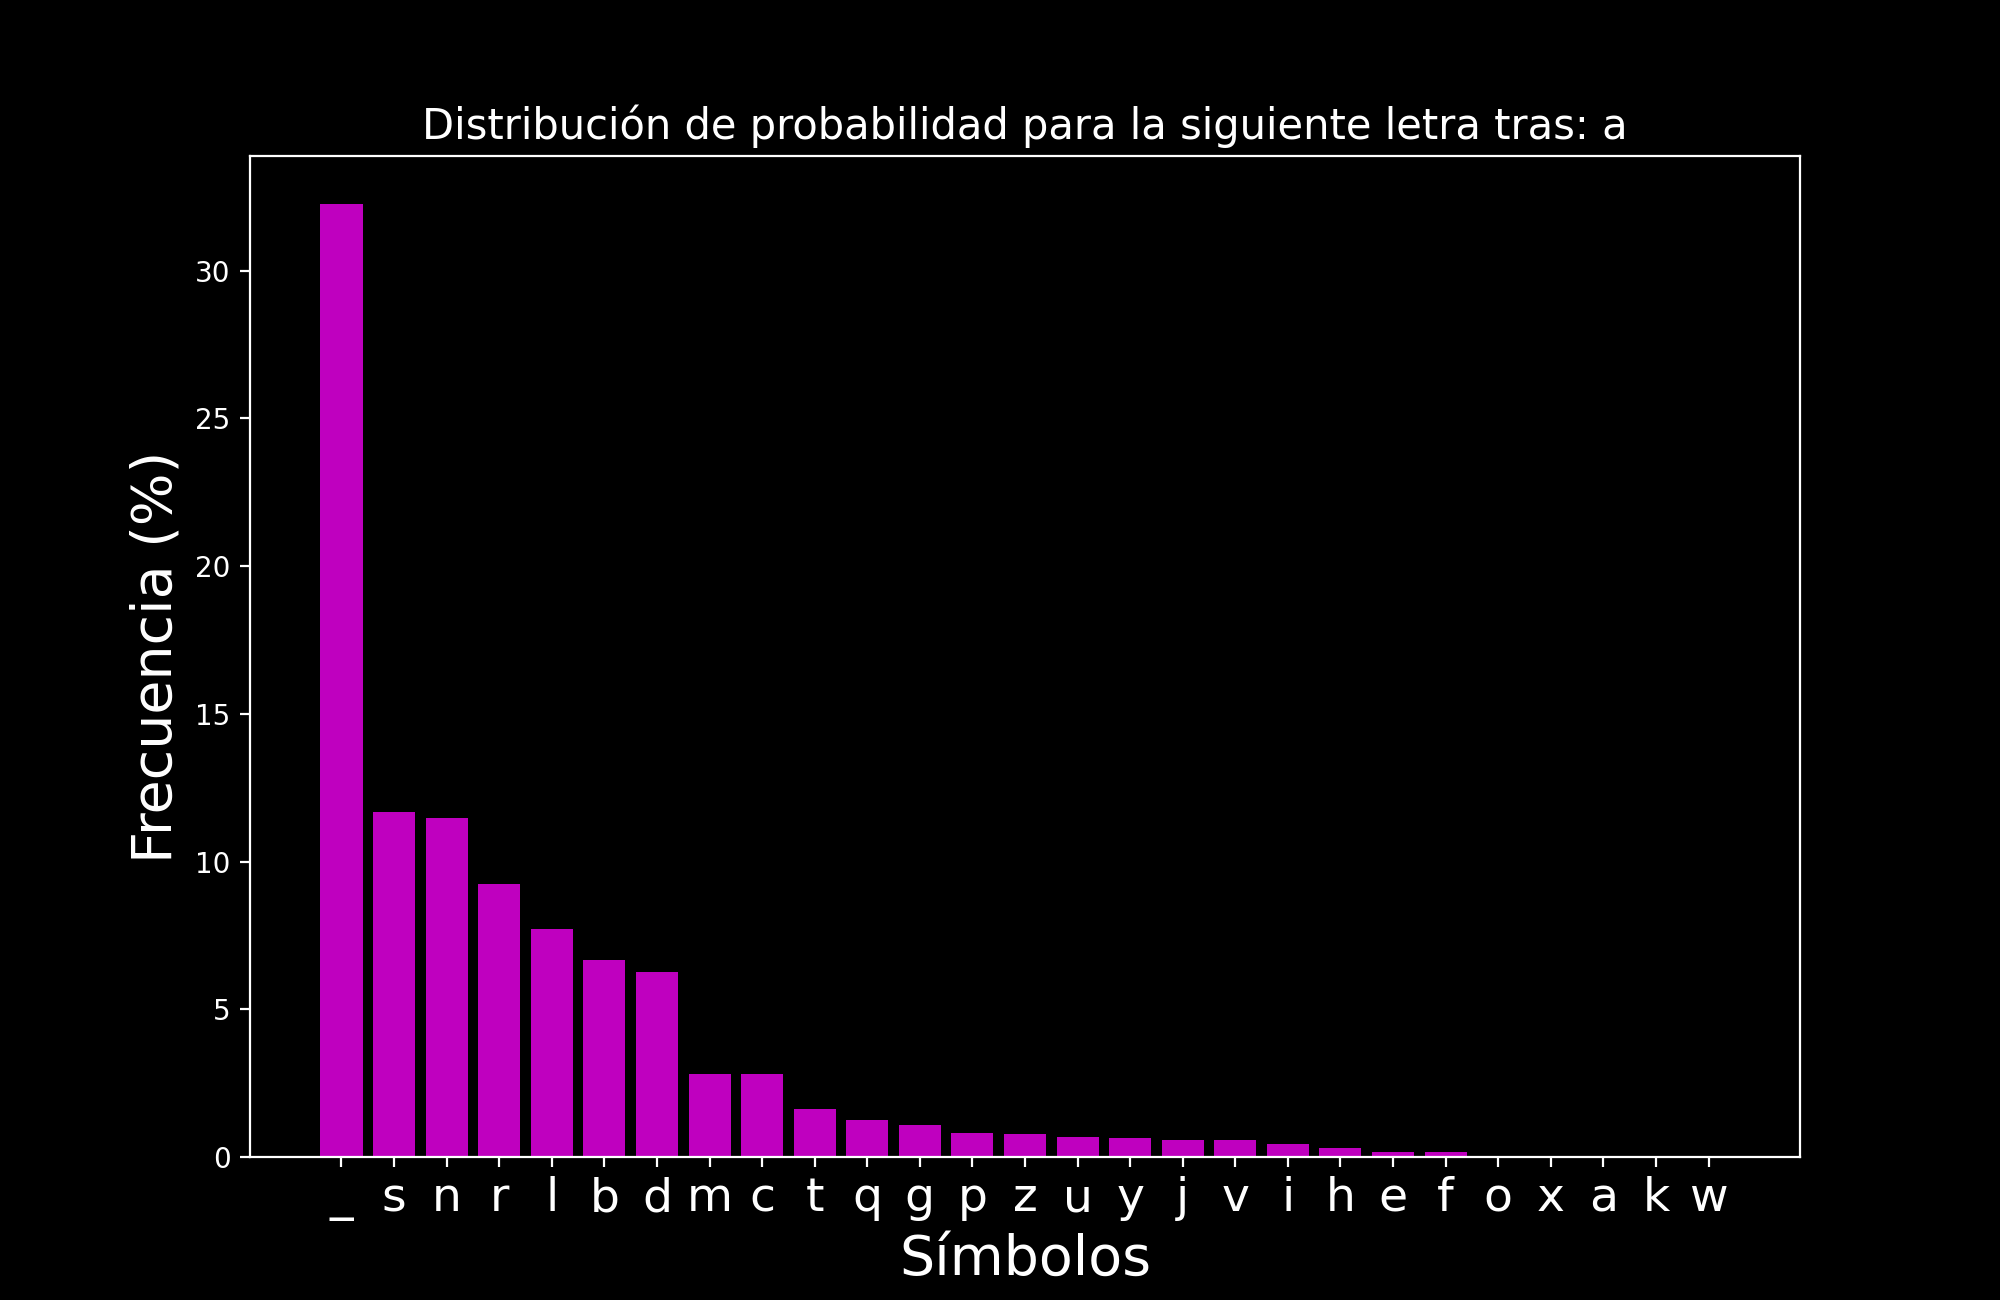 Distribución de probabilidad para la siguiente letra tras: a
Frecuencia (%)
30
25
20
15
10
5
0
_ s n r l b d m c t q g p z u y j v i h e f o x a k w
Símbolos